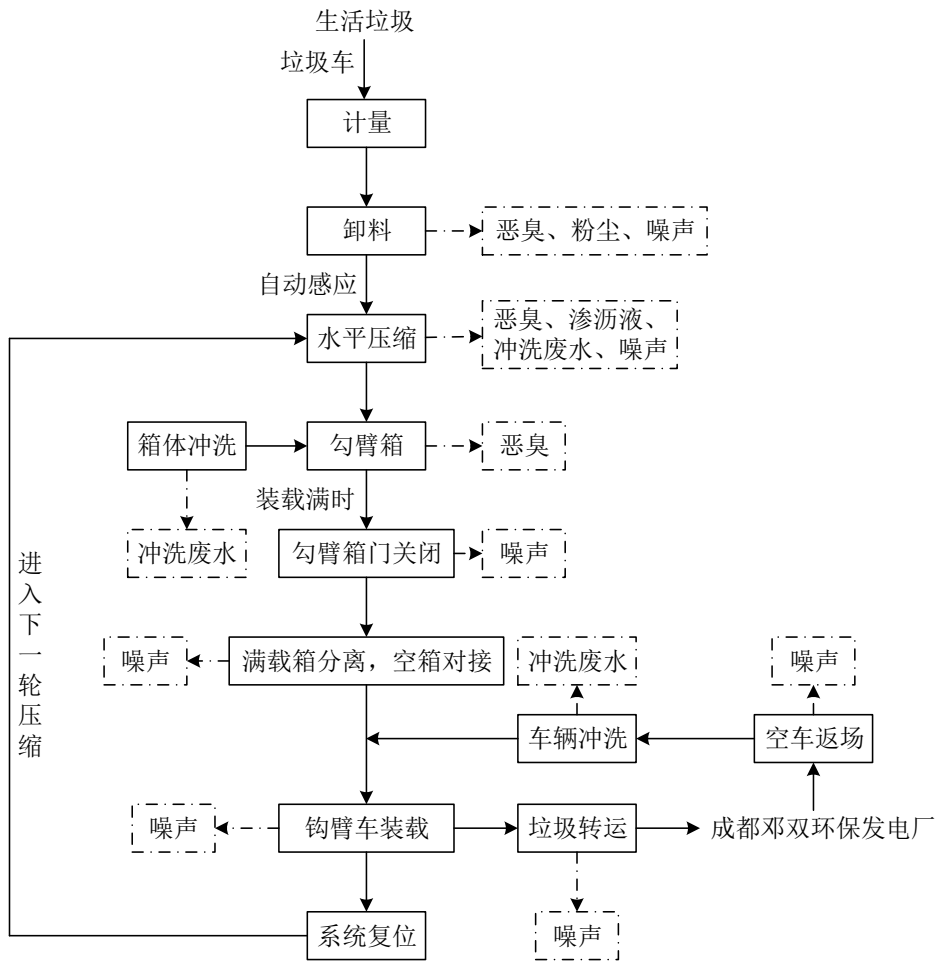 生活垃圾
垃圾车
计量
卸料
恶臭、粉尘、噪声
自动感应
水平压缩
恶臭、渗沥液、
冲洗废水、噪声
箱体冲洗
勾臂箱
恶臭
装载满时
冲洗废水
勾臂箱门关闭
噪声
进入下一轮压缩
噪声
满载箱分离，空箱对接
冲洗废水
噪声
车辆冲洗
空车返场
噪声
钩臂车装载
垃圾转运
成都邓双环保发电厂
系统复位
噪声